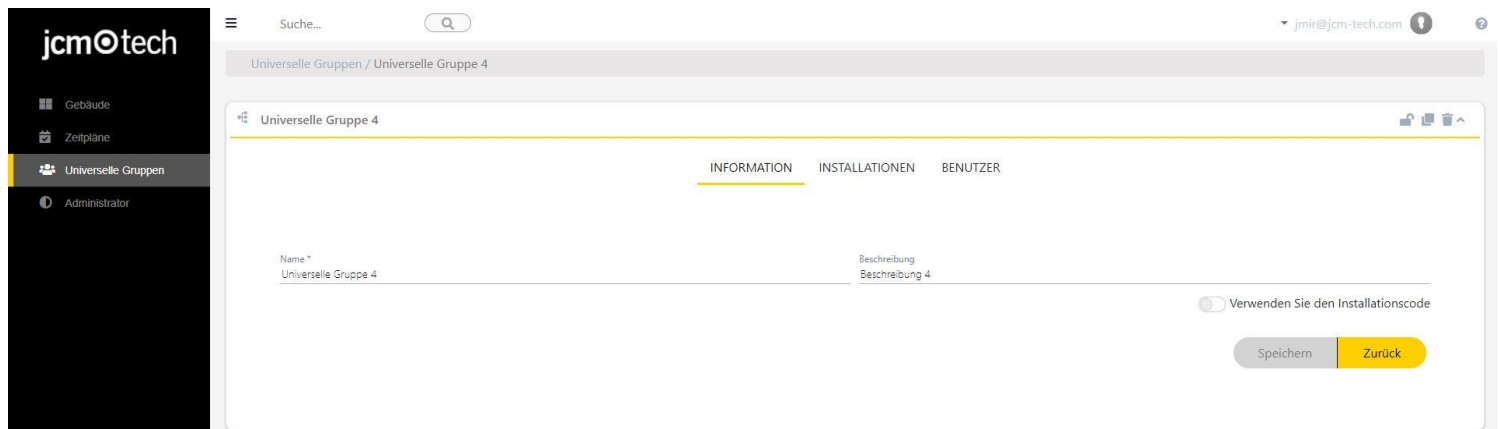 jcm tech
Suche...
jmir@jcm-tech.com
Universelle Gruppen / Universelle Gruppe 4
Gebäude
Zeitpläne
Universelle Gruppen
Administrator
Universelle Gruppe 4
INFORMATION INSTALLATIONEN BENUTZER
Name *
Universelle Gruppe 4
Beschreibung
Beschreibung 4
Verwenden Sie den Installationscode
Speichern Zurück